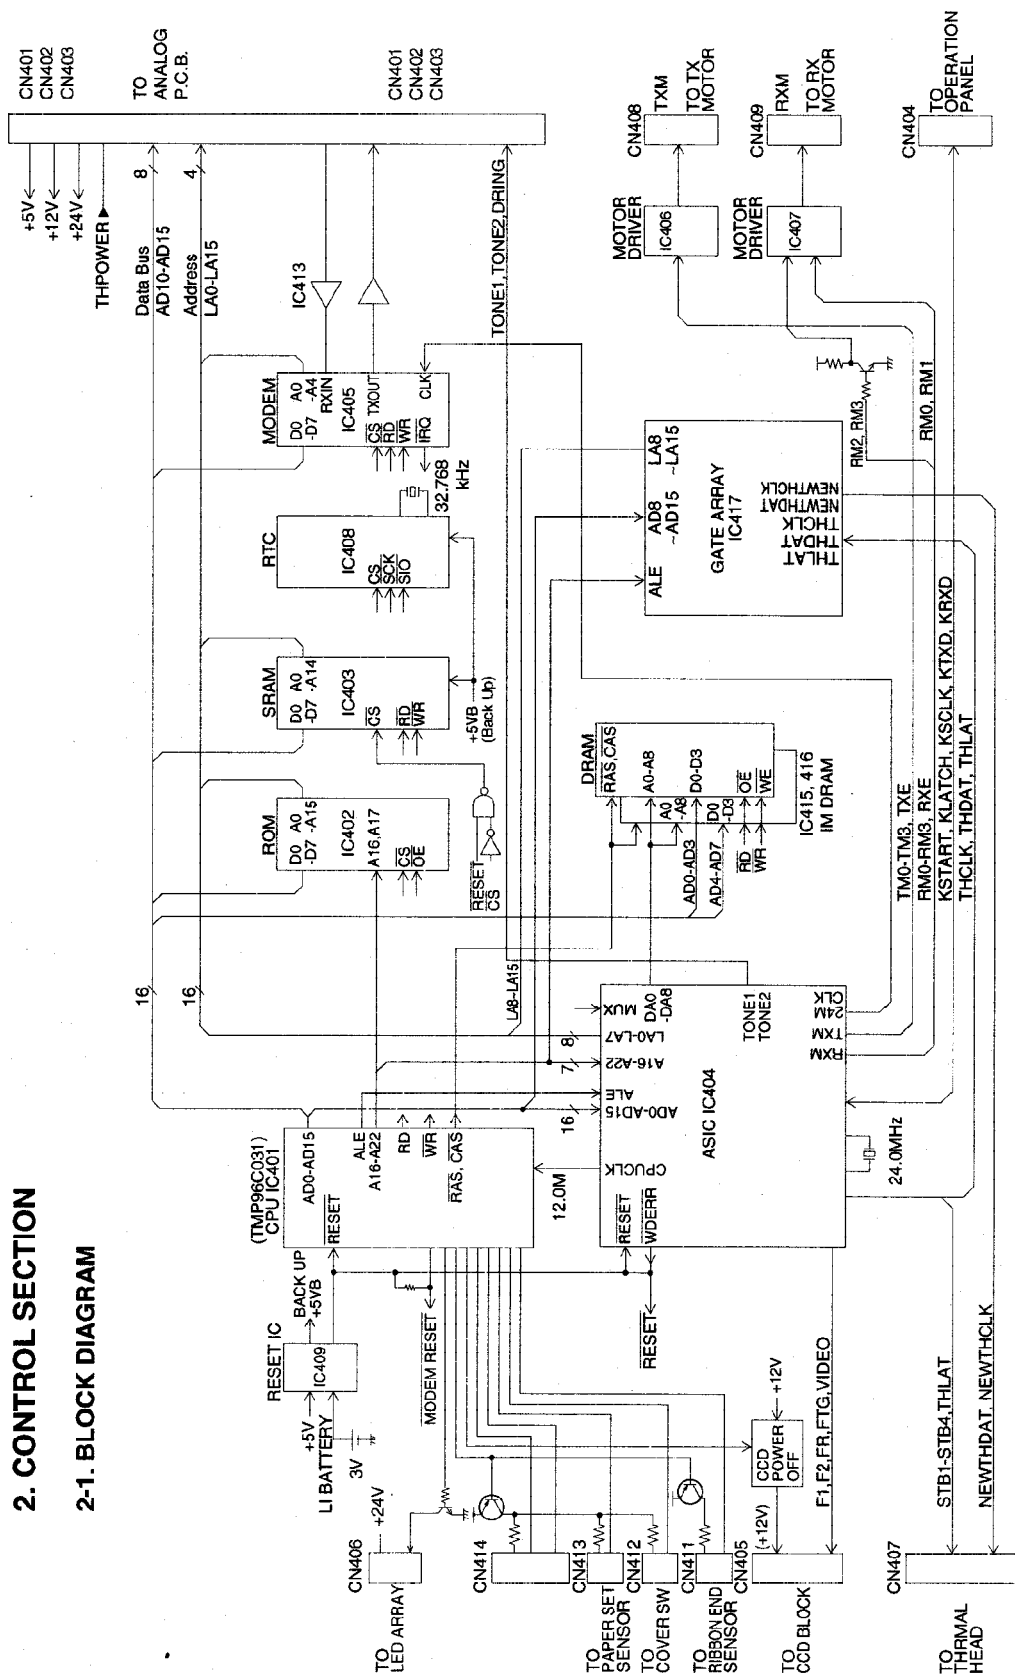 2. CONTROL SECTION
2-1. BLOCK DIAGRAM
CN401
CN402
CN403
TO
ANALOG
P.C.B.
CN401
CN402
CN403
+5V
+12V
+24V
THPOWER
Data Bus
AD10-AD15
8
Address
LA0-LA15
4
IC413
TONE1, TONE2, DRING
CN408
TXM
TO TX
MOTOR
CN409
RXM
TO RX
MOTOR
CN404
TO
OPERATION
PANEL
MOTOR
DRIVER
IC406
MOTOR
DRIVER
IC407
MODEM
D0 A0
-D7 -A4
RXIN
IC405
TXOUT
CS
RD
WR
IRQ
CLK
32.768
kHz
RTC
IC408
CS
SCK
SIO
SRAM
D0 A0
-D7 -A14
IC403
CS
RD
WR
+5VB
(Back Up)
ROM
D0 A0
-D7 -A15
IC402
A16,A17
CS
OE
RESET
CS
16
16
LA8-LA15
DRAM
RAS,CAS
A0-A8
D0-D3
A0
-A8
D0
-D3
OE
WE
IC415, 416
IM DRAM
AD0-AD3
AD4-AD7
RD
WR
LA8
~LA15
AD8
~AD15
ALE
GATE ARRAY
IC417
NEWTHCLK
NEWTHDAT
THCLK
THDAT
THLAT
RM2, RM3
RM0, RM1
TM0-TM3, TXE
RM0-RM3, RXE
KSTART, KLATCH, KSCLK, KTXD, KRXD
THCLK, THDAT, THLAT
(TMP96C031)
CPU IC401
AD0-AD15
ALE
A16-A22
RD
WR
RAS, CAS
RESET
12.0M
MUX
DA0
-DA8
LA0-LA7
8
A16-A22
7
ALE
AD0-AD15
16
CPUCLK
RESET
WDERR
ASIC IC404
TONE1
TONE2
24M
CLK
TXM
RXM
24.0MHz
RESET IC
IC409
BACK UP
+5VB
+5V
LI BATTERY
3V
MODEM RESET
RESET
CCD
POWER
OFF
+12V
(+12V)
F1,F2,FR,FTG,VIDEO
STB1-STB4,THLAT
NEWTHDAT. NEWTHCLK
CN406
+24V
TO
LED ARRAY
CN414
CN413
TO
PAPER SET
SENSOR
CN412
TO
COVER SW
CN411
TO
RIBBON END
SENSOR
CN405
TO
CCD BLOCK
CN407
TO
THRMAL
HEAD